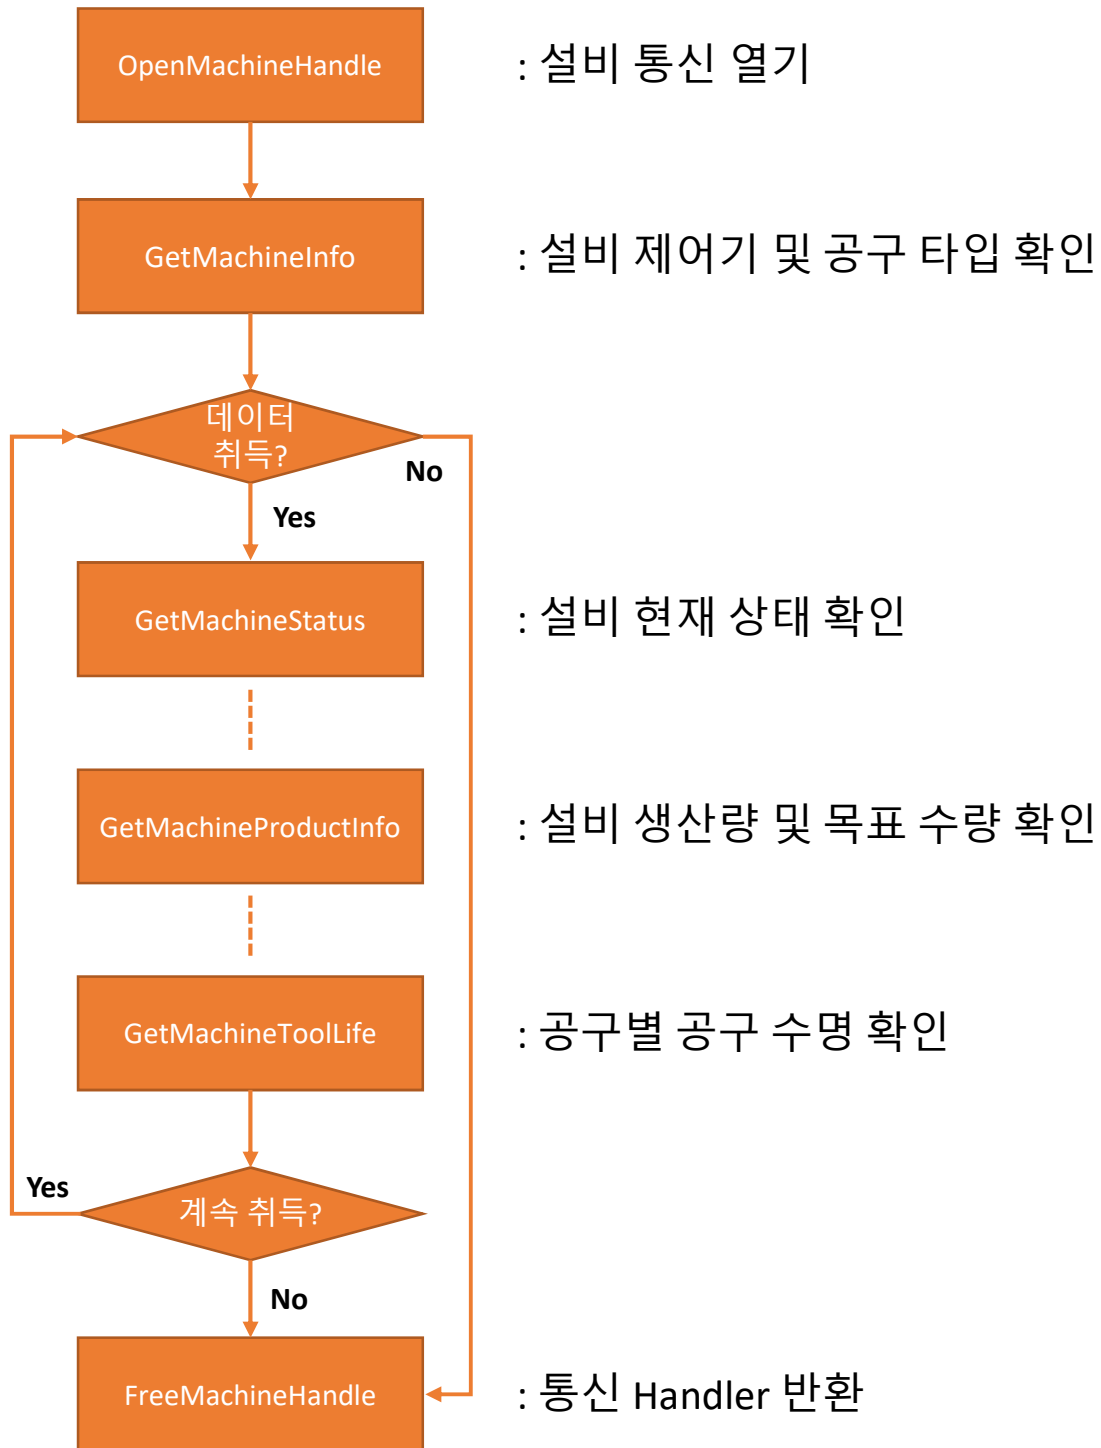 OpenMachineHandle
: 설비 통신 열기
GetMachineInfo
: 설비 제어기 및 공구 타입 확인
데이터
취득?
No
Yes
GetMachineStatus
: 설비 현재 상태 확인
GetMachineProductInfo
: 설비 생산량 및 목표 수량 확인
GetMachineToolLife
: 공구별 공구 수명 확인
Yes
계속 취득?
No
FreeMachineHandle
: 통신 Handler 반환